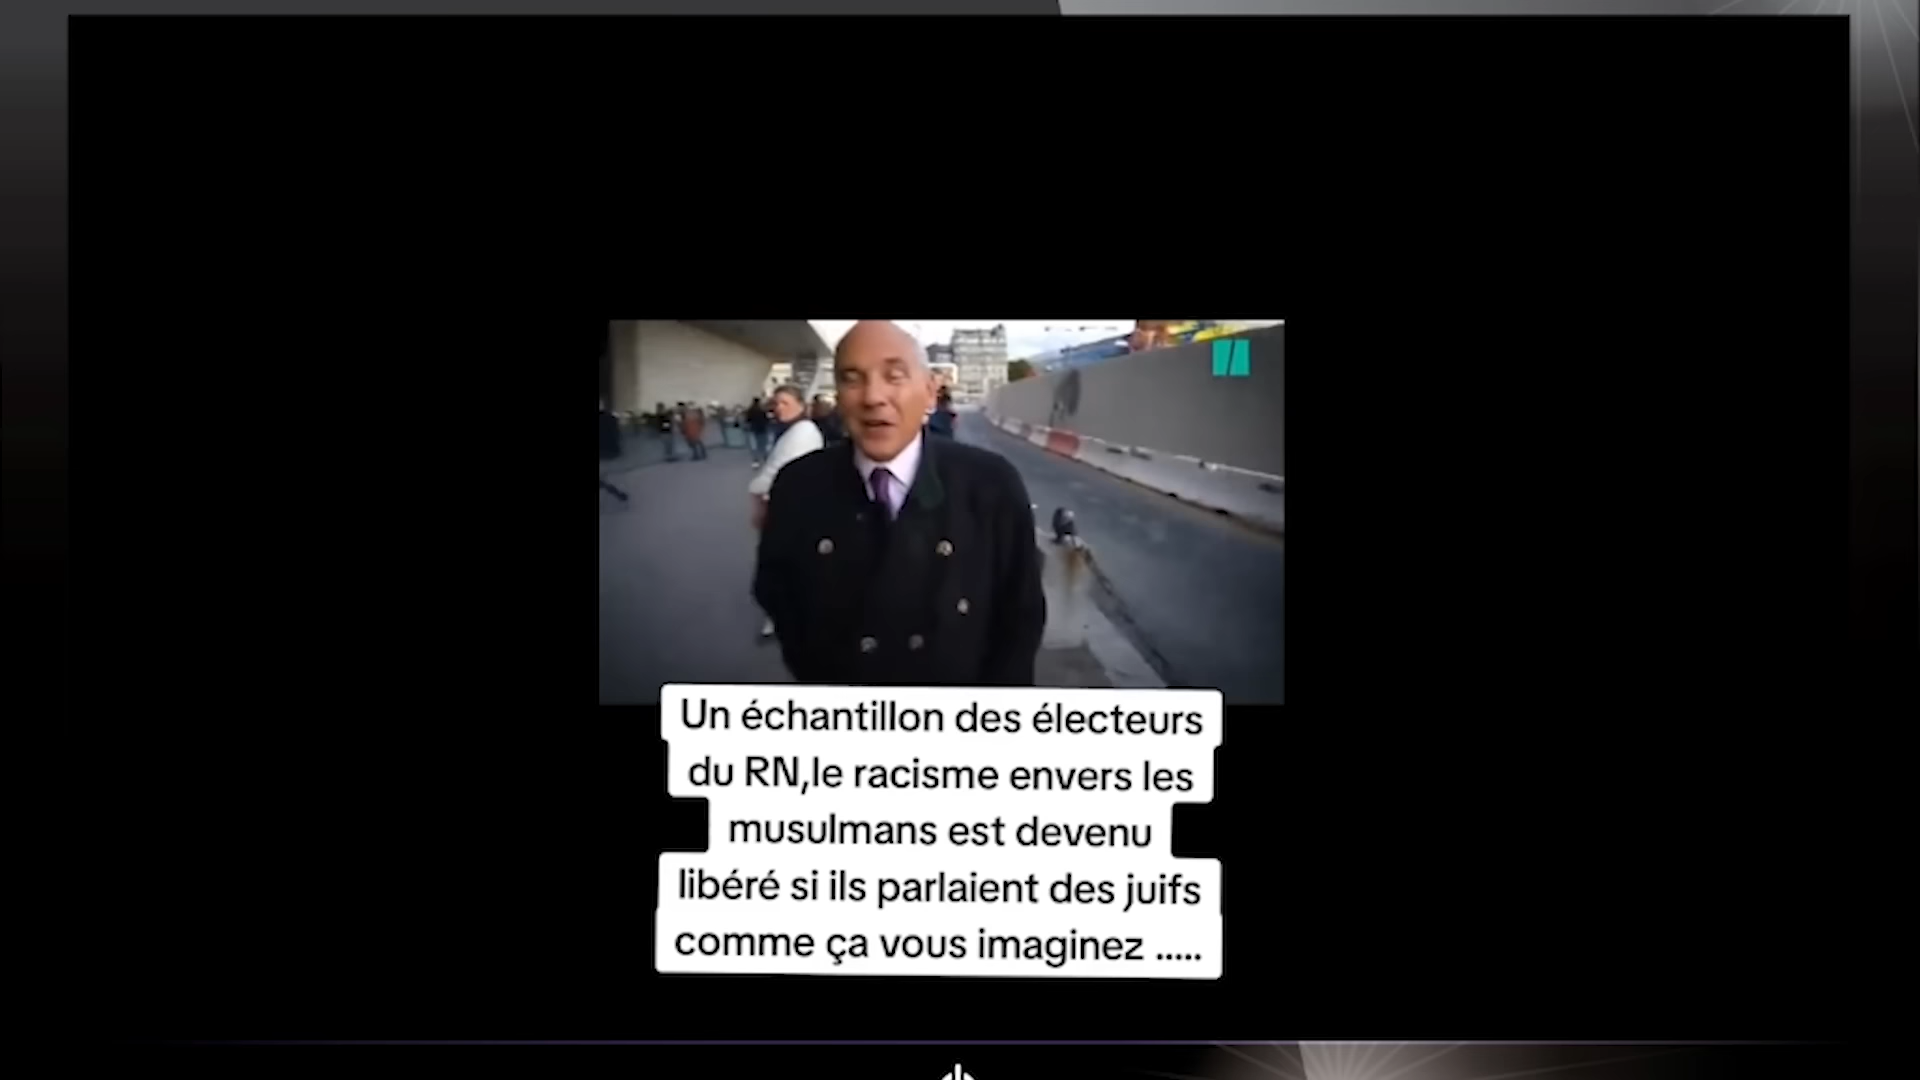 Un échantillon des électeurs
du RN,le racisme envers les
musulmans est devenu
libéré si ils parlaient des juifs
comme ça vous imaginez .....